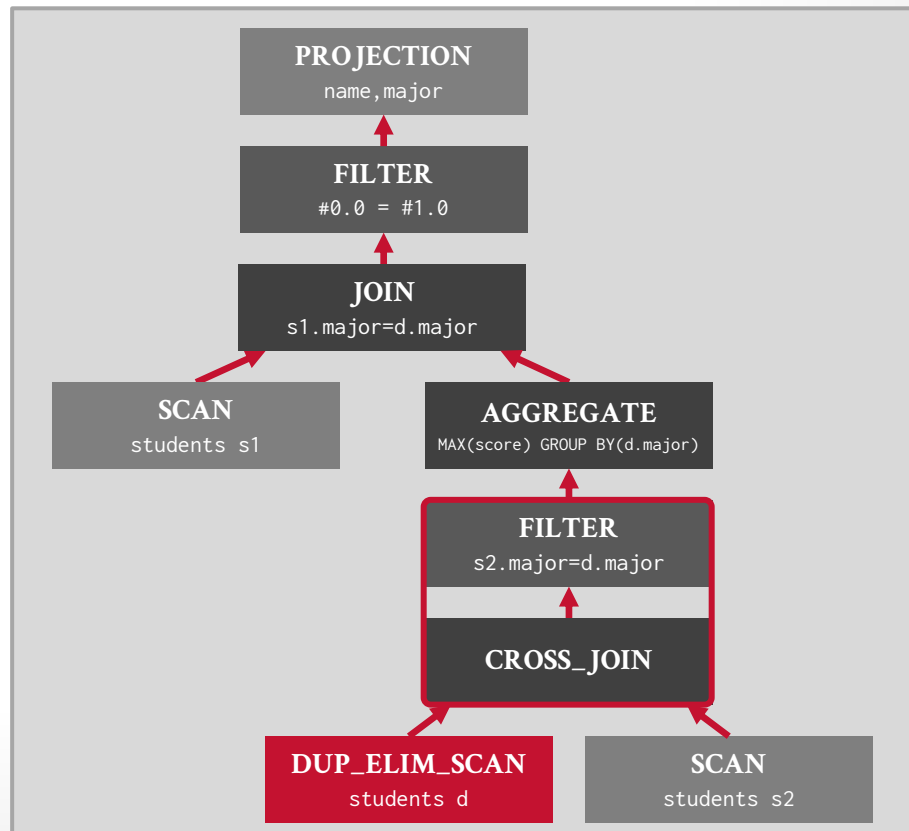 PROJECTION
name,major
FILTER
#0.0 = #1.0
JOIN
s1.major=d.major
SCAN
students s1
AGGREGATE
MAX(score) GROUP BY(d.major)
FILTER
s2.major=d.major
CROSS_JOIN
DUP_ELIM_SCAN
students d
SCAN
students s2